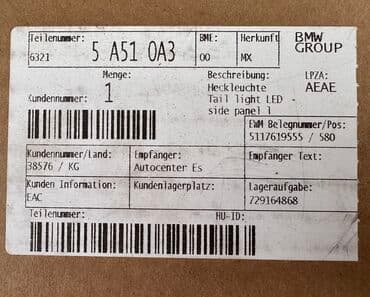 Teilenummer: BME: Herkunft BMW
6321 5 A51 0A3 00 MX GROUP
Menge: Beschreibung: LPZA:
Kundennummer: 1 Heckleuchte AEAE
Tail light LED
side panel l
EWM Belegnummer/Pos:
5117619555 / 580
Kundennummer/Land: Empfänger: Empfänger Text:
38576 / KG Autocenter Es
Kunden Information: Kundenlagerplatz: Lageraufgabe:
EAC 729164868
Teilenummer: HU-ID: